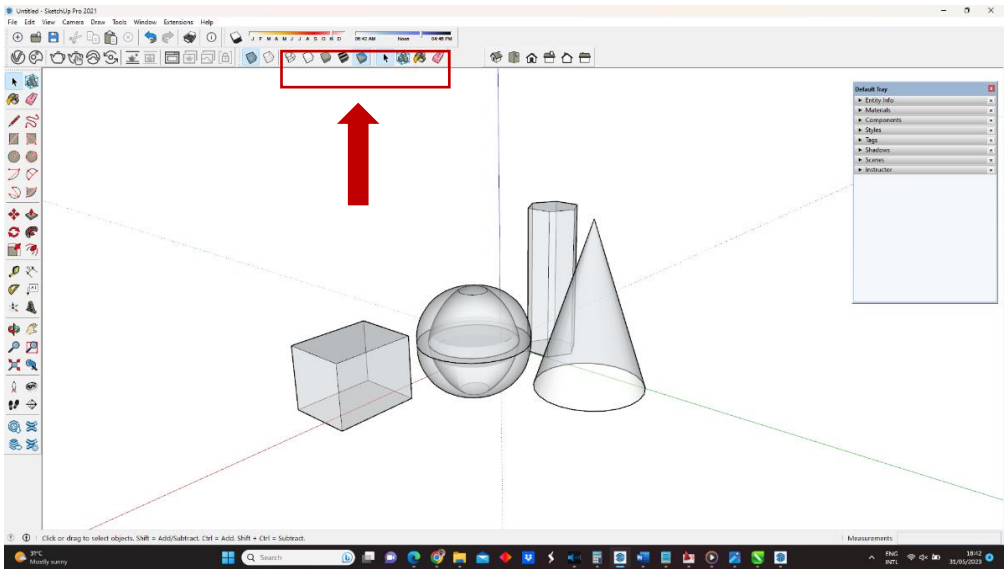 Untitled - SketchUp Pro 2021
File Edit View Camera Draw Tools Window Extensions Help
J F M A M J J A S O N D 06:42 AM Noon 04:48 PM
Default Tray
Entity Info
Materials
Components
Styles
Tags
Shadows
Scenes
Instructor
Click or drag to select objects. Shift = Add/Subtract. Ctrl = Add. Shift + Ctrl = Subtract.
Measurements
31°C
Mostly sunny
Search
ENG
INTL
18:42
31/05/2023